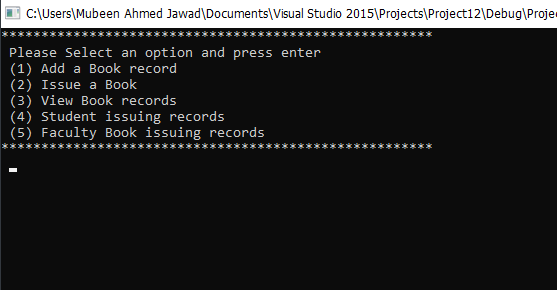 C:\Users\Mubeen Ahmed Jawad\Documents\Visual Studio 2015\Projects\Project12\Debug\Proje
******************************************************
Please Select an option and press enter
(1) Add a Book record
(2) Issue a Book
(3) View Book records
(4) Student issuing records
(5) Faculty Book issuing records
******************************************************